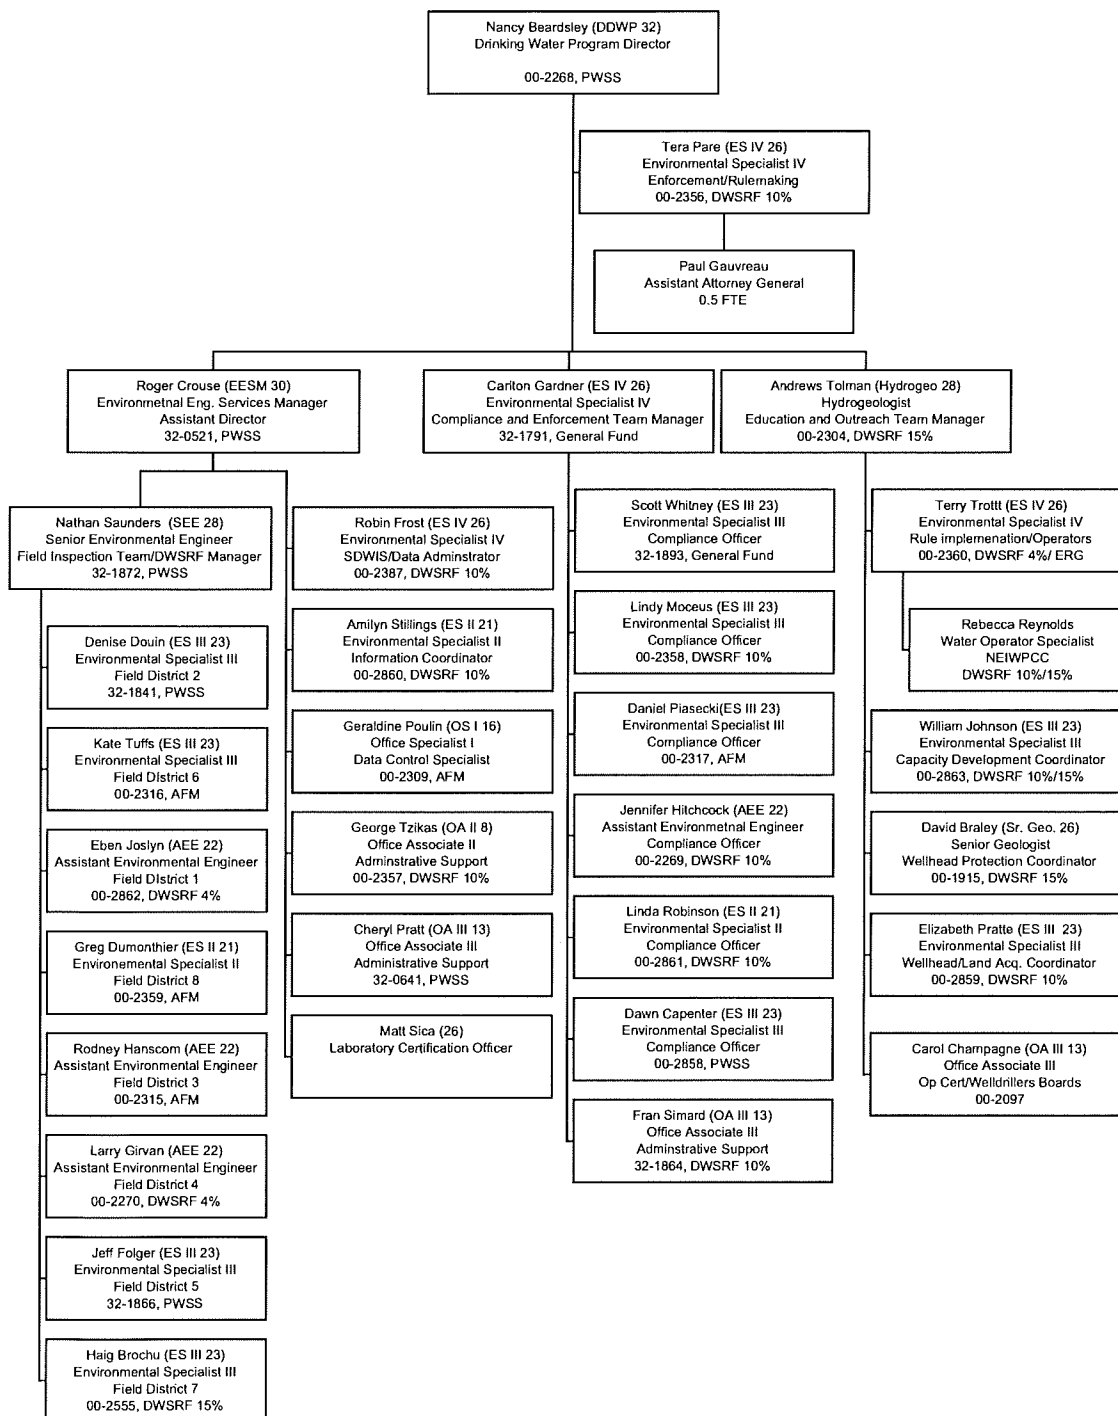 Nancy Beardsley (DDWP 32)
Drinking Water Program Director
00-2268, PWSS
Tera Pare (ES IV 26)
Environmental Specialist IV
Enforcement/Rulemaking
00-2356, DWSRF 10%
Paul Gauvreau
Assistant Attorney General
0.5 FTE
Roger Crouse (EESM 30)
Environmetnal Eng. Services Manager
Assistant Director
32-0521, PWSS
Carlton Gardner (ES IV 26)
Environmental Specialist IV
Compliance and Enforcement Team Manager
32-1791, General Fund
Andrews Tolman (Hydrogeo 28)
Hydrogeologist
Education and Outreach Team Manager
00-2304, DWSRF 15%
Nathan Saunders (SEE 28)
Senior Environmental Engineer
Field Inspection Team/DWSRF Manager
32-1872, PWSS
Denise Douin (ES III 23)
Environmental Specialist III
Field District 2
32-1841, PWSS
Kate Tuffs (ES III 23)
Environmental Specialist III
Field DIstrict 6
00-2316, AFM
Eben Joslyn (AEE 22)
Assistant Environmental Engineer
Field DIstrict 1
00-2862, DWSRF 4%
Greg Dumonthier (ES II 21)
Environemental Specialist II
Field District 8
00-2359, AFM
Rodney Hanscom (AEE 22)
Assistant Environmental Engineer
Field District 3
00-2315, AFM
Larry Girvan (AEE 22)
Assistant Environmental Engineer
Field District 4
00-2270, DWSRF 4%
Jeff Folger (ES III 23)
Environmental Specialist III
Field District 5
32-1866, PWSS
Haig Brochu (ES III 23)
Environmental Specialist III
Field District 7
00-2555, DWSRF 15%
Robin Frost (ES IV 26)
Environmental Specialist IV
SDWIS/Data Adminstrator
00-2387, DWSRF 10%
Amilyn Stillings (ES II 21)
Environmental Specialist II
Information Coordinator
00-2860, DWSRF 10%
Geraldine Poulin (OS I 16)
Office Specialist I
Data Control Specialist
00-2309, AFM
George Tzikas (OA II 8)
Office Associate II
Adminstrative Support
00-2357, DWSRF 10%
Cheryl Pratt (OA III 13)
Office Associate III
Administrative Support
32-0641, PWSS
Matt Sica (26)
Laboratory Certification Officer
Scott Whitney (ES III 23)
Environmental Specialist III
Compliance Officer
32-1893, General Fund
Lindy Moceus (ES III 23)
Environmental Specialist III
Compliance Officer
00-2358, DWSRF 10%
Daniel Piasecki(ES III 23)
Environmental Specialist III
Compliance Officer
00-2317, AFM
Jennifer Hitchcock (AEE 22)
Assistant Environmetnal Engineer
Compliance Officer
00-2269, DWSRF 10%
Linda Robinson (ES II 21)
Environmental Specialist II
Compliance Officer
00-2861, DWSRF 10%
Dawn Capenter (ES III 23)
Environmental Specialist III
Compliance Officer
00-2858, PWSS
Fran Simard (OA III 13)
Office Associate III
Adminstrative Support
32-1864, DWSRF 10%
Terry Trottt (ES IV 26)
Environmental Specialist IV
Rule implemenation/Operators
00-2360, DWSRF 4%/ ERG
Rebecca Reynolds
Water Operator Specialist
NEIWPCC
DWSRF 10%/15%
William Johnson (ES III 23)
Environmental Specialist III
Capacity Development Coordinator
00-2863, DWSRF 10%/15%
David Braley (Sr. Geo. 26)
Senior Geologist
Wellhead Protection Coordinator
00-1915, DWSRF 15%
Elizabeth Pratte (ES III  23)
Environmental Specialist III
Wellhead/Land Acq. Coordinator
00-2859, DWSRF 10%
Carol Champagne (OA III 13)
Office Associate III
Op Cert/Welldrillers Boards
00-2097